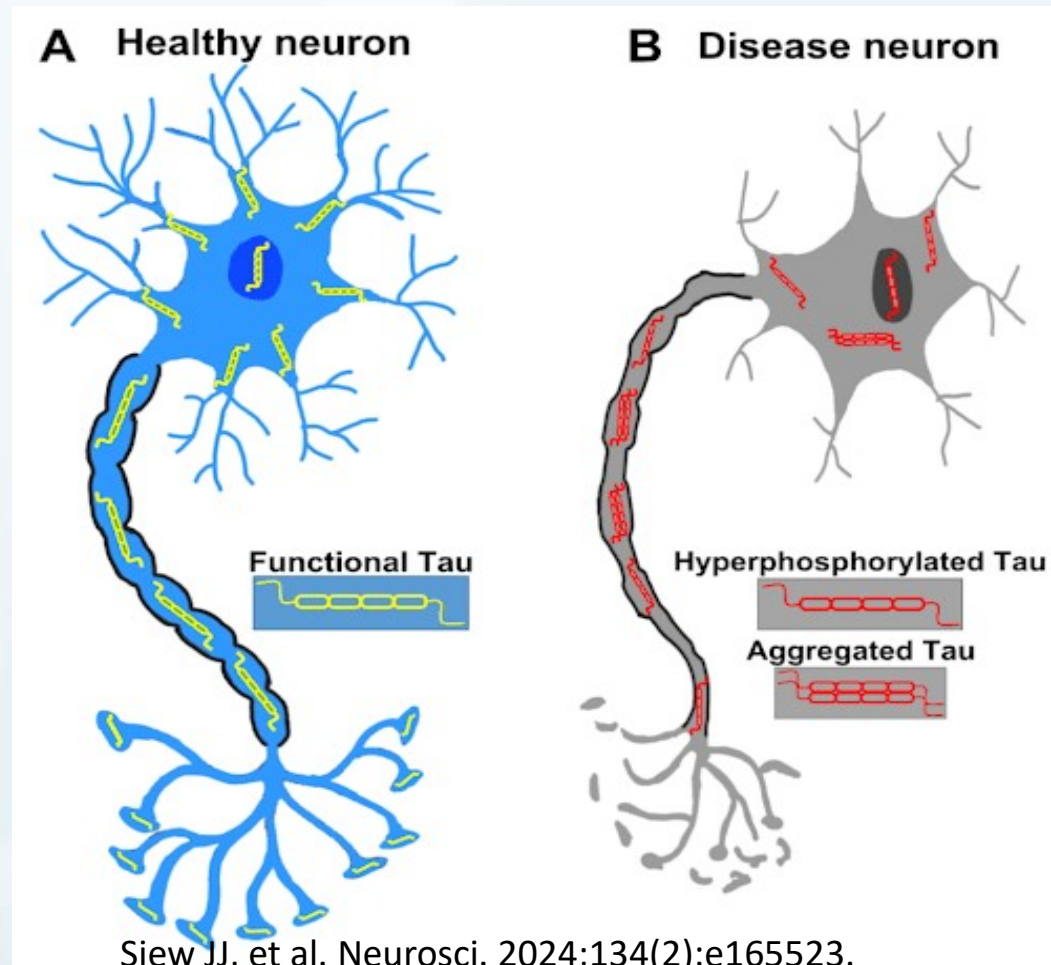 A Healthy neuron
B Disease neuron
Functional Tau
Hyperphosphorylated Tau
Aggregated Tau
Siew JJ, et al. Neurosci. 2024;134(2):e165523.